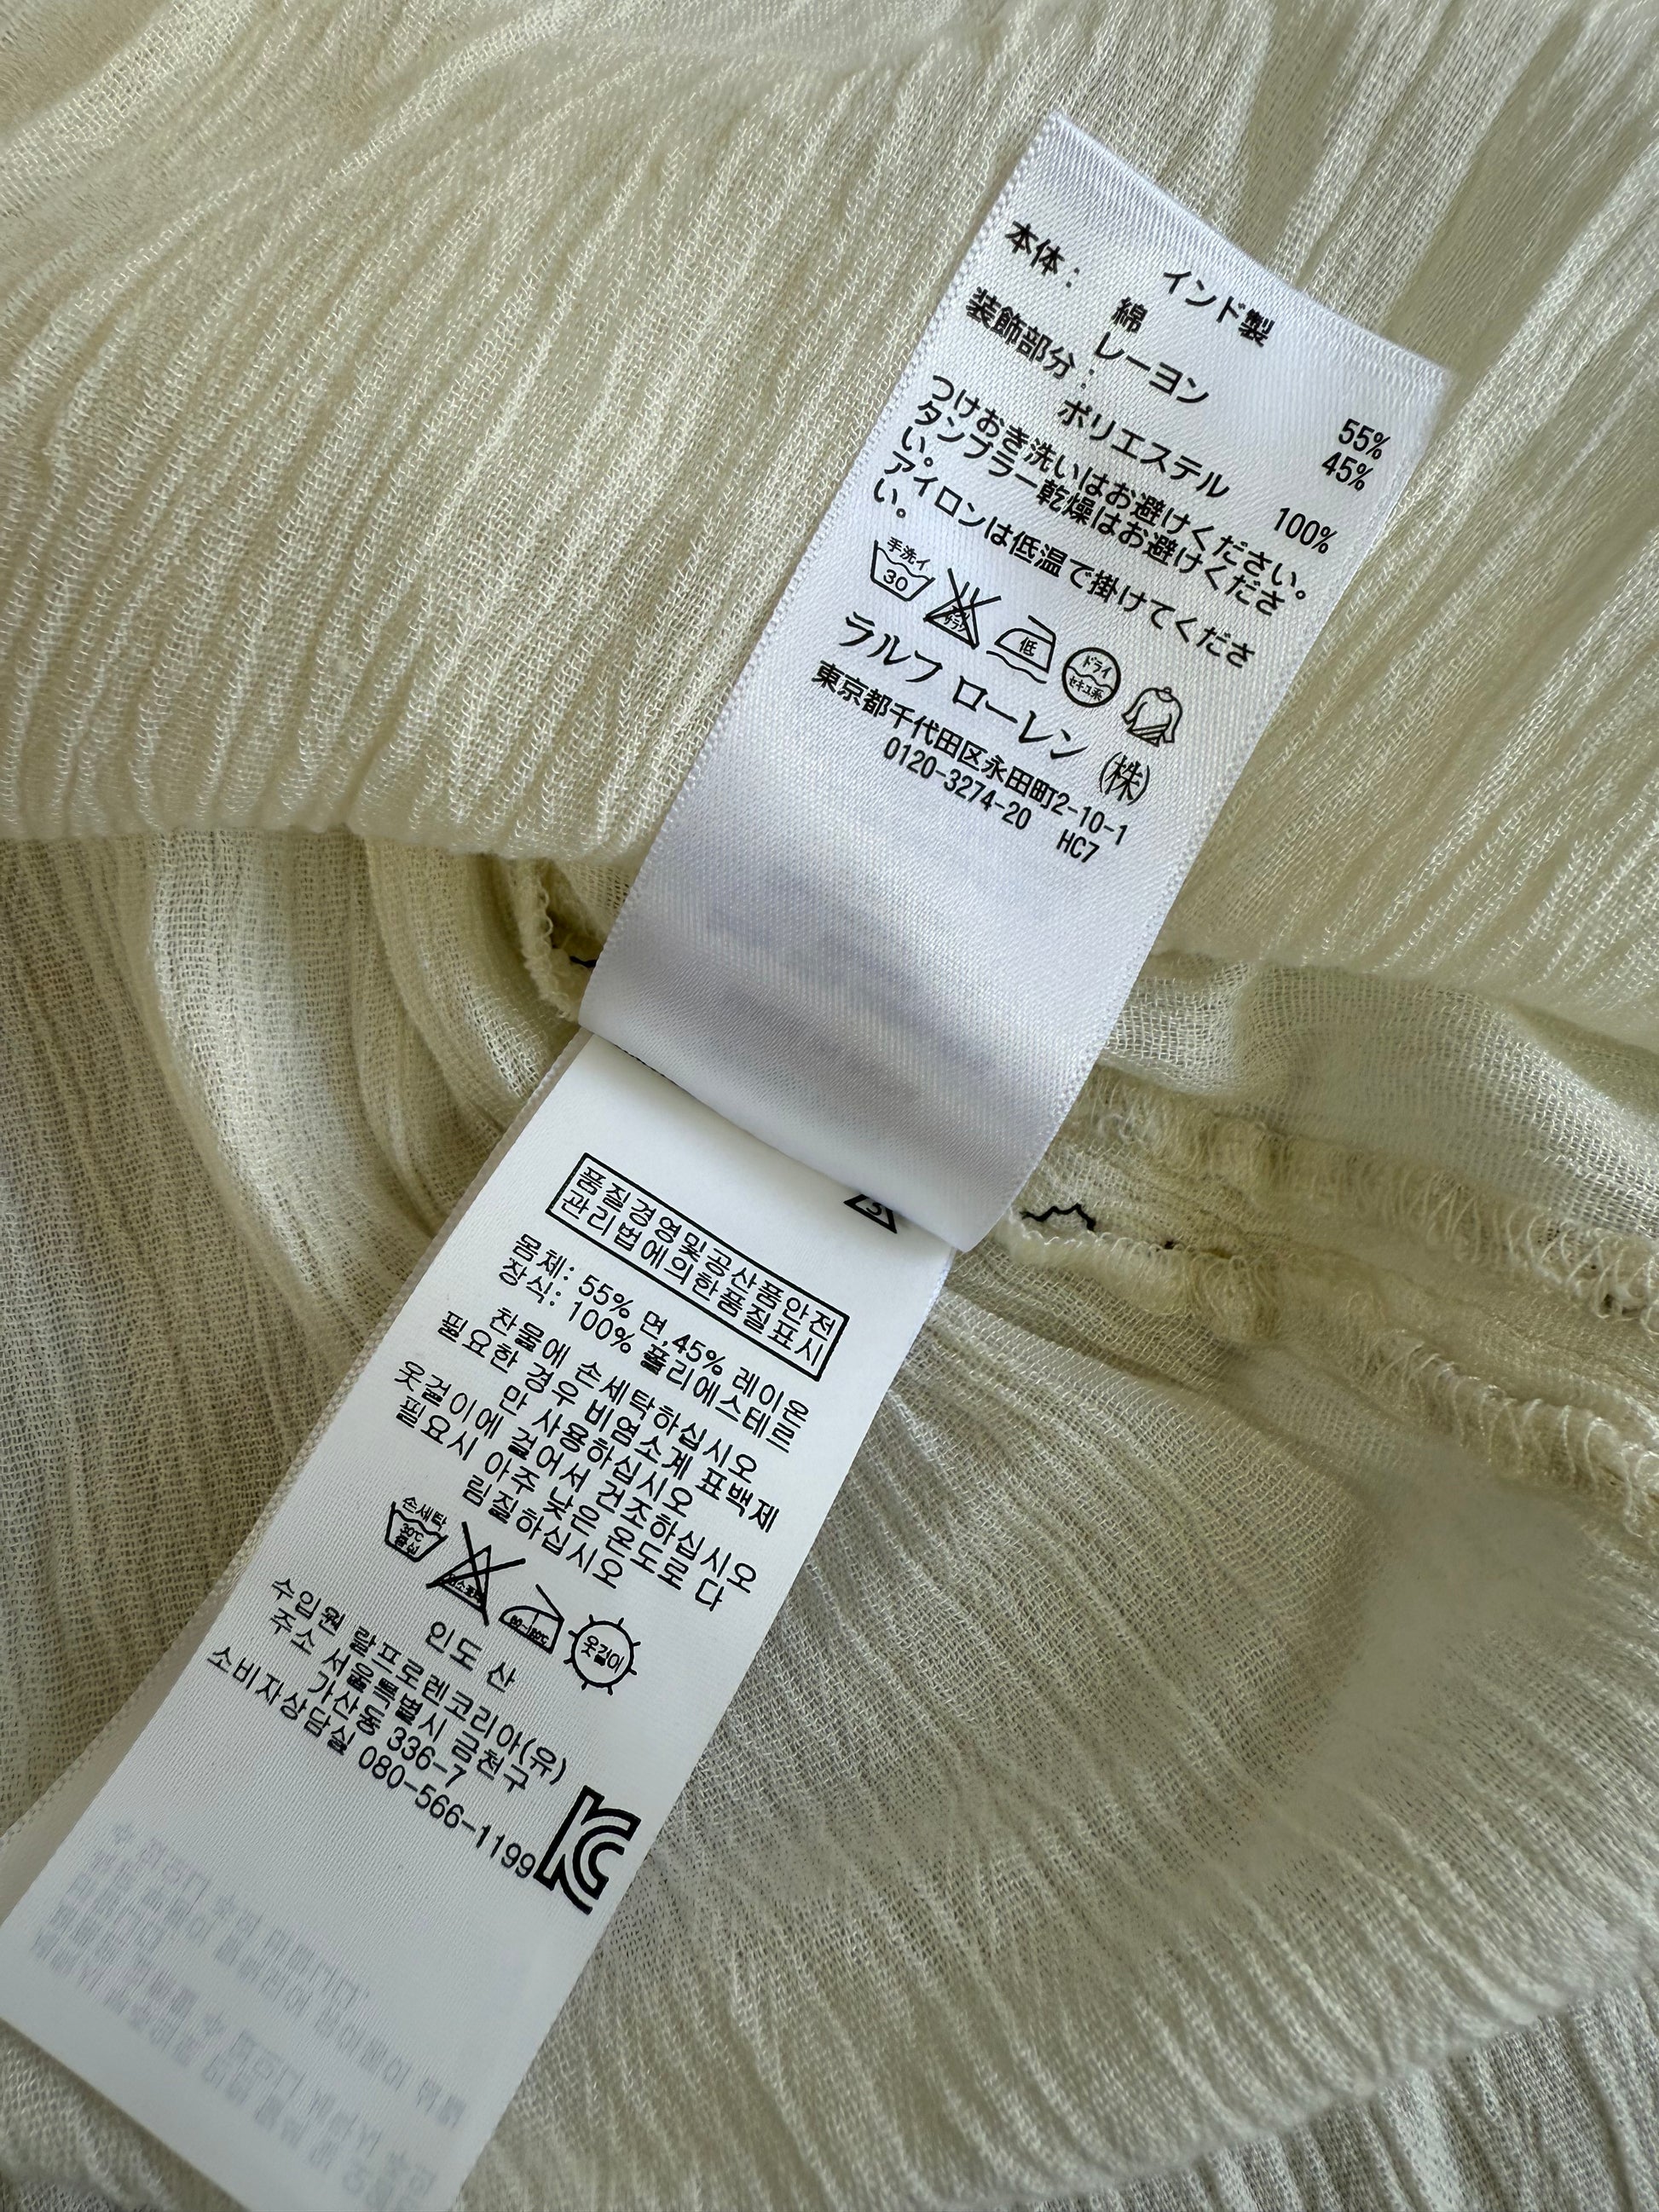 インド製
本体：
綿 55%
レーヨン 45%
装飾部分：
ポリエステル 100%
つけおき洗いはお避けください。
タンブラー乾燥はお避けくださ
い。
アイロンは低温で掛けてくださ
い。
手洗イ
30
低
ドライ
セキユ系
ラルフ ローレン ㈱
東京都千代田区永田町2-10-1
0120-3274-20 HC7
품질경영및공산품안전
관리법에의한품질표시
몸체: 55% 면,45% 레이온
장식: 100% 폴리에스테르
찬물에 손세탁하십시오
필요한 경우 비염소계 표백제
만 사용하십시오
옷걸이에 걸어서 건조하십시오
필요시 아주 낮은 온도로 다
림질하십시오
손세탁
30℃
중성
옷걸이
인도 산
수입원 랄프로렌코리아(유)
주소 서울특별시 금천구
가산동 336-7
소비자상담실 080-566-1199